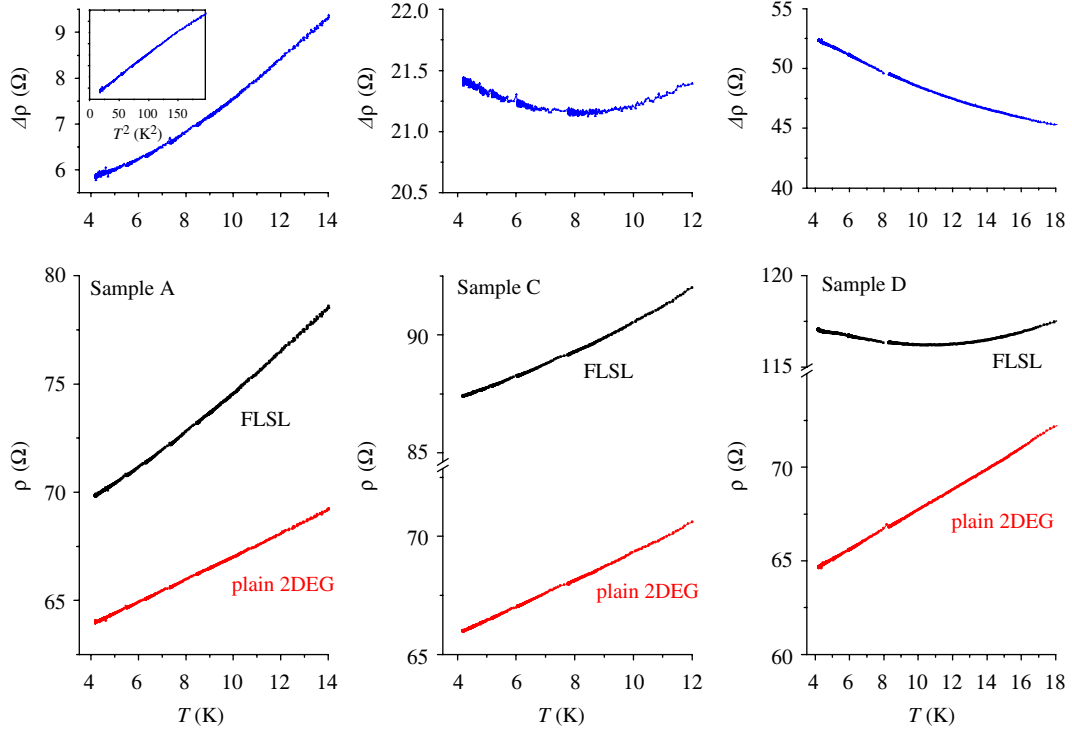 9
8
7
6
Δρ (Ω)
0 50 100 150
T² (K²)
4 6 8 10 12 14
22.0
21.5
21.0
20.5
Δρ (Ω)
4 6 8 10 12
55
50
45
40
Δρ (Ω)
4 6 8 10 12 14 16 18
80
75
70
65
ρ (Ω)
Sample A
FLSL
plain 2DEG
4 6 8 10 12 14
T (K)
90
85
70
65
ρ (Ω)
Sample C
FLSL
plain 2DEG
4 6 8 10 12
T (K)
120
115
70
65
60
ρ (Ω)
Sample D
FLSL
plain 2DEG
4 6 8 10 12 14 16 18
T (K)